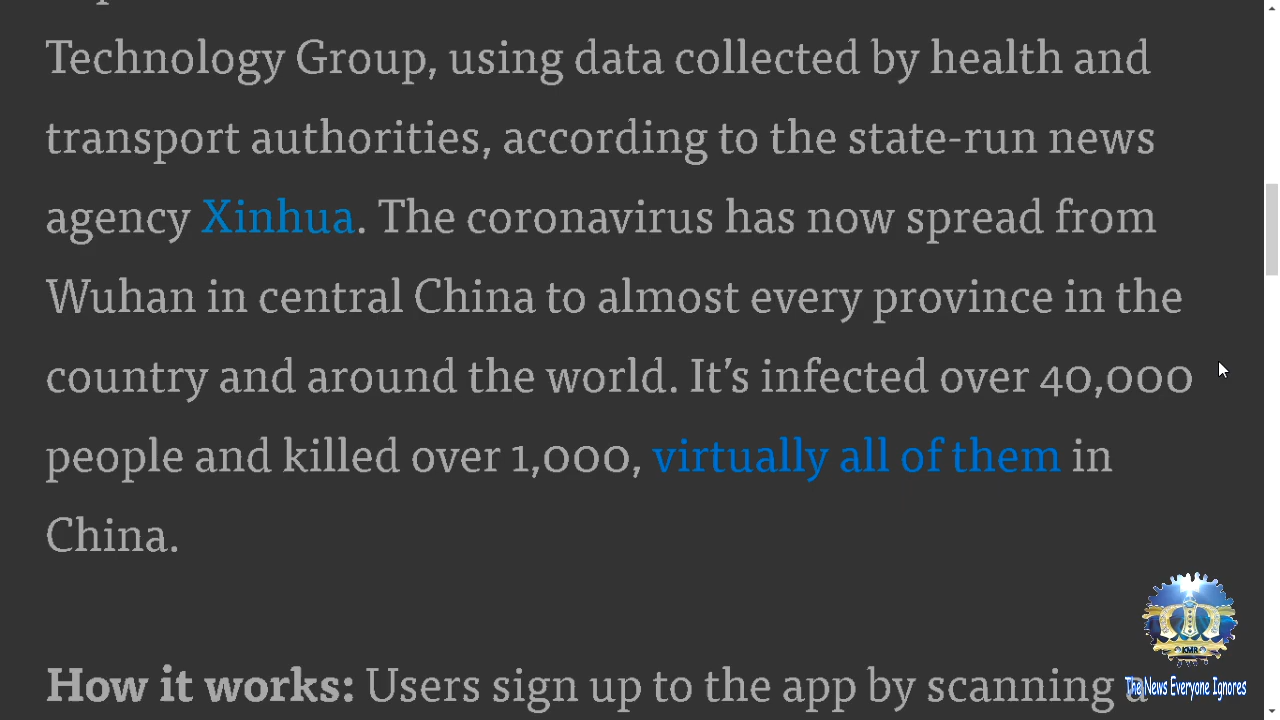 Technology Group, using data collected by health and
transport authorities, according to the state-run news
agency Xinhua. The coronavirus has now spread from
Wuhan in central China to almost every province in the
country and around the world. It’s infected over 40,000
people and killed over 1,000, virtually all of them in
China.
KMR
How it works: Users sign up to the app by scanning a
The News Everyone Ignores